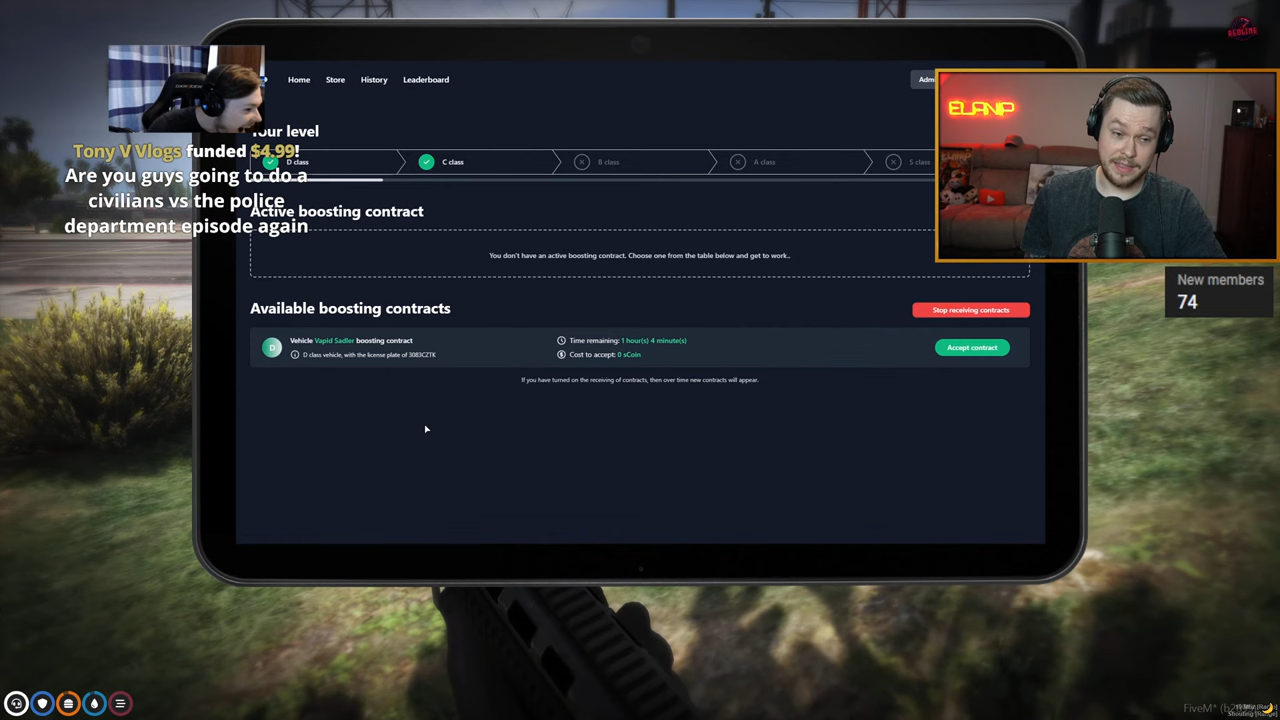 REDLINE
Home Store History Leaderboard
ELANIP
Tony V Vlogs funded $4.99!
Are you guys going to do a
civilians vs the police
department episode again
Your level
D class
C class
B class
A class
S class
Active boosting contract
You don't have an active boosting contract. Choose one from the table below and get to work..
New members
74
Available boosting contracts
Stop receiving contracts
D
Vehicle Vapid Sadler boosting contract
D class vehicle, with the license plate of 3083CZTK
Time remaining: 1 hour(s) 4 minute(s)
Cost to accept: 0 sCoin
Accept contract
If you have turned on the receiving of contracts, then over time new contracts will appear.
FiveM*